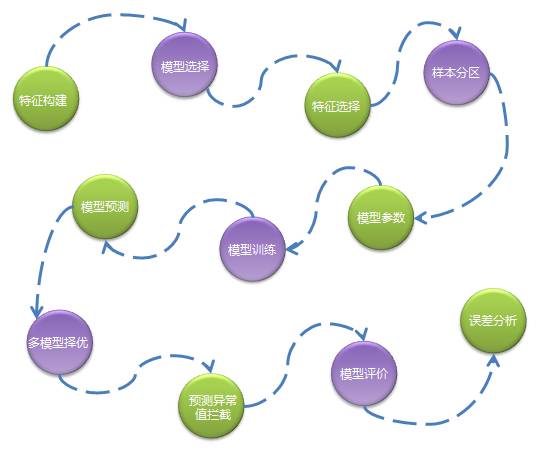 特征构建
模型选择
特征选择
样本分区
模型参数
模型训练
模型预测
多模型择优
预测异常
值拦截
模型评价
误差分析